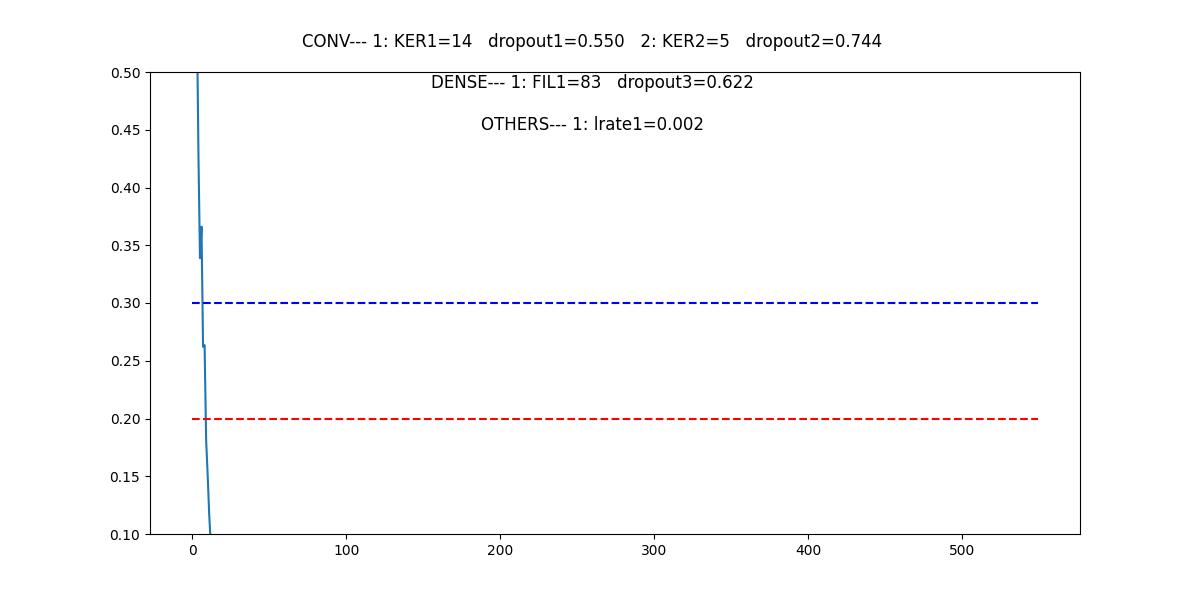 CONV--- 1: KER1=14   dropout1=0.550   2: KER2=5   dropout2=0.744
DENSE--- 1: FIL1=83   dropout3=0.622
OTHERS--- 1: lrate1=0.002
0.50
0.45
0.40
0.35
0.30
0.25
0.20
0.15
0.10
0 100 200 300 400 500